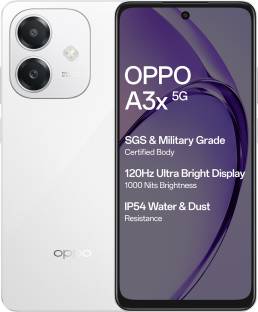 OPPO
A3x 5G
SGS & Military Grade
Certified Body
120Hz Ultra Bright Display
1000 Nits Brightness
IP54 Water & Dust
Resistance
oppo